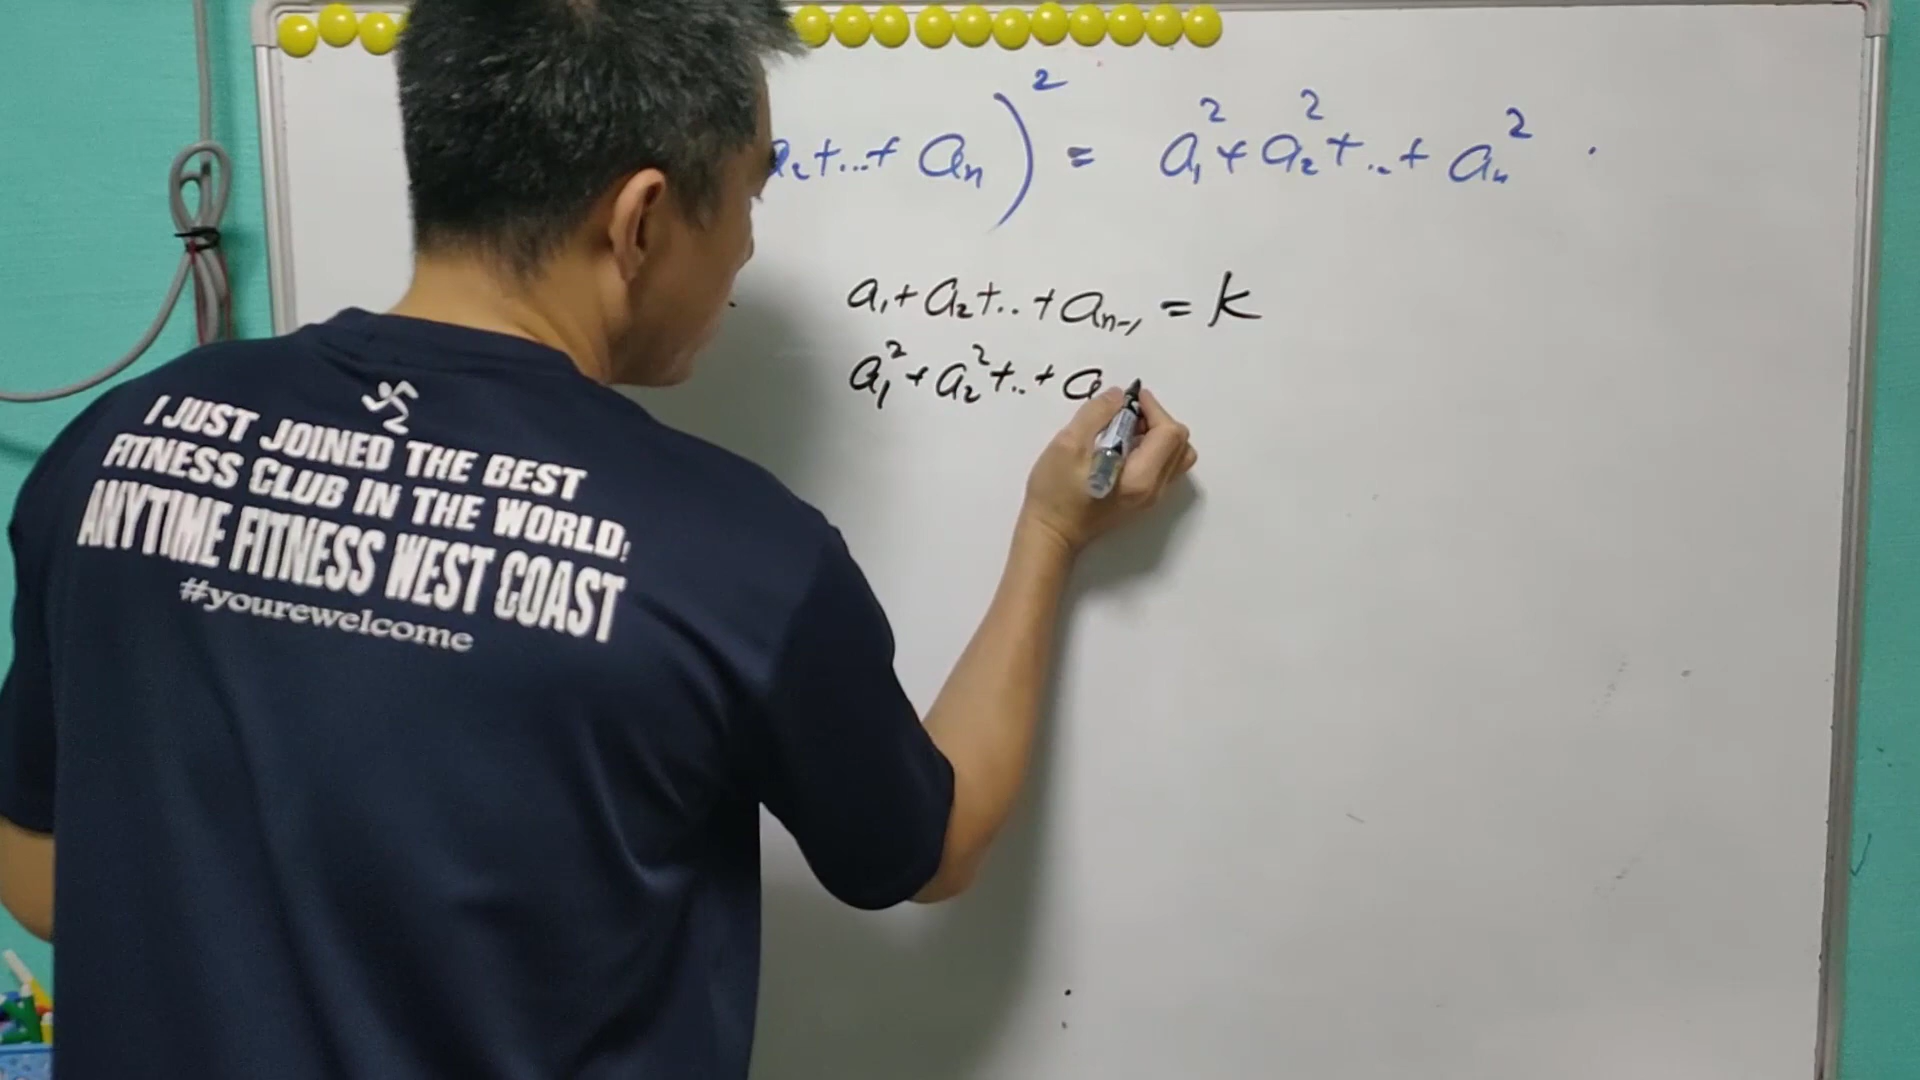 a₂+...+ aₙ)² = a₁²+a₂²+...+ aₙ² .
a₁+a₂+..+aₙ₋₁ = k
a₁²+a₂²+..+a
I JUST JOINED THE BEST
FITNESS CLUB IN THE WORLD!
ANYTIME FITNESS WEST COAST
#yourewelcome